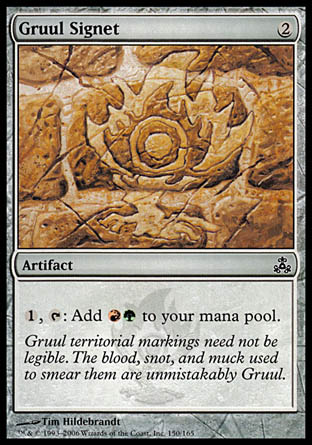 Gruul Signet 2
Artifact
1, : Add to your mana pool.
Gruul territorial markings need not be
legible. The blood, snot, and muck used
to smear them are unmistakably Gruul.
Tim Hildebrandt
™ & © 1993–2006 Wizards of the Coast, Inc. 150/165